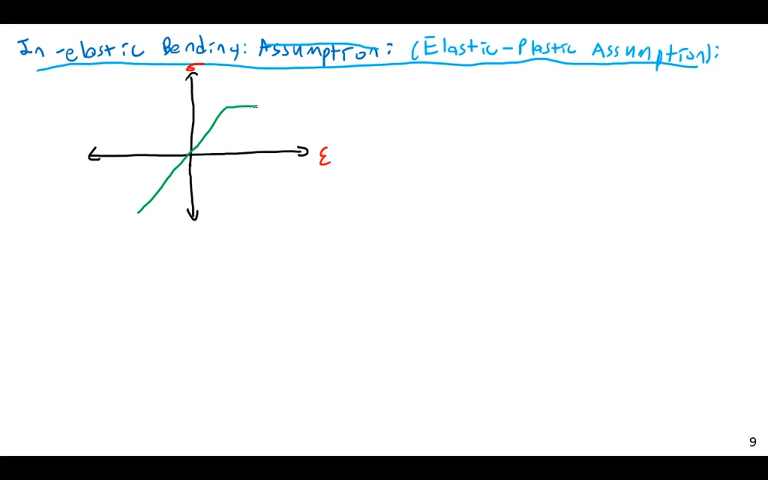 In-elastic Bending: Assumption: (Elastic-Plastic Assumption):
σ
ε
9